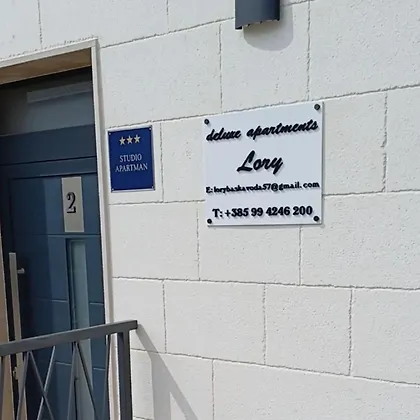 2
★★★
STUDIO
APARTMAN
deluxe apartments
Lory
E: lorybaskavoda57@gmail.com
T: +385 99 4246 200